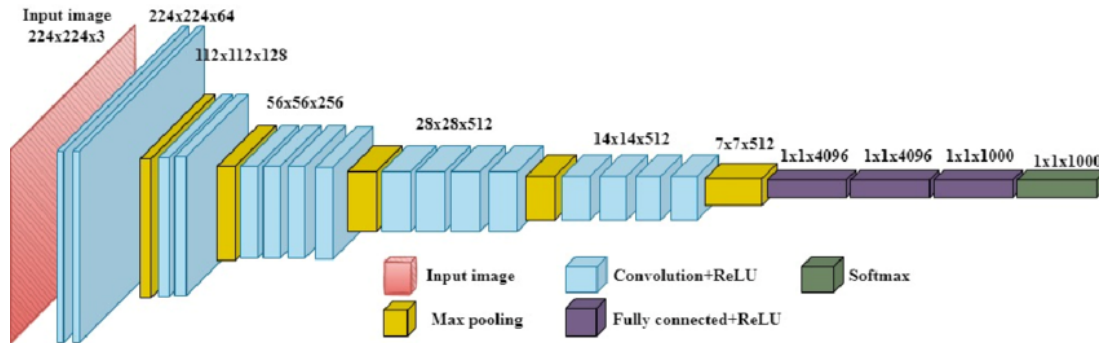 Input image
224x224x3
224x224x64
112x112x128
56x56x256
28x28x512
14x14x512
7x7x512
1x1x4096
1x1x4096
1x1x1000
1x1x1000
Input image
Convolution+ReLU
Softmax
Max pooling
Fully connected+ReLU